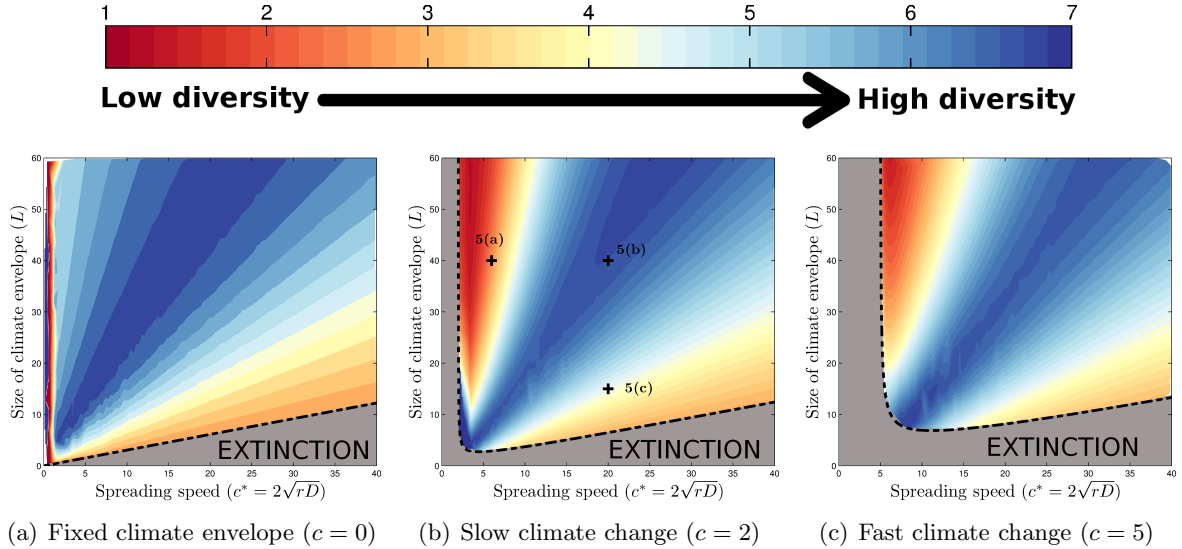 1 2 3 4 5 6 7
Low diversity High diversity
60
50
40
30
20
10
0
Size of climate envelope (L)
EXTINCTION
0 5 10 15 20 25 30 35 40
Spreading speed (c* = 2√rD)
(a) Fixed climate envelope (c = 0)
60
50
40
30
20
10
0
Size of climate envelope (L)
5(a)
5(b)
5(c)
EXTINCTION
0 5 10 15 20 25 30 35 40
Spreading speed (c* = 2√rD)
(b) Slow climate change (c = 2)
60
50
40
30
20
10
0
Size of climate envelope (L)
EXTINCTION
0 5 10 15 20 25 30 35 40
Spreading speed (c* = 2√rD)
(c) Fast climate change (c = 5)